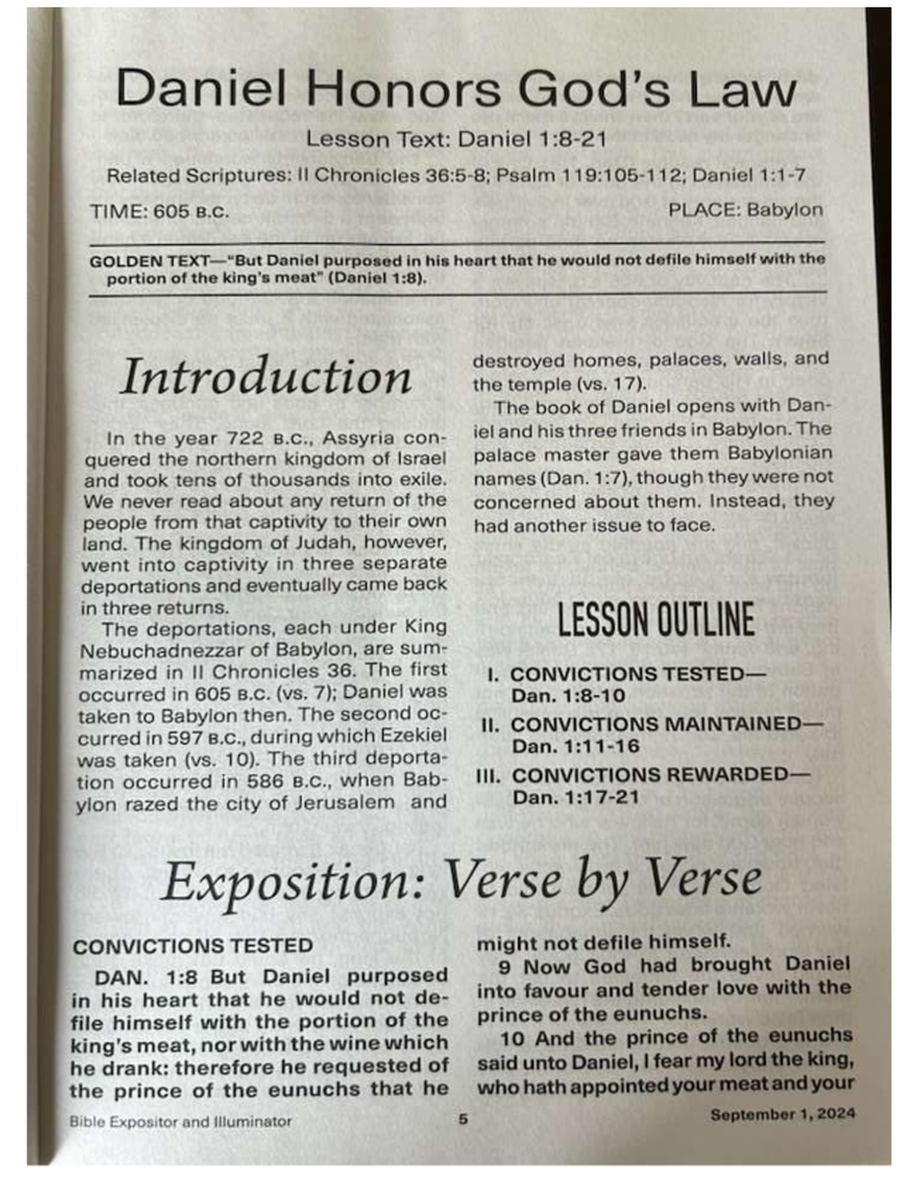 Daniel Honors God's Law
Lesson Text: Daniel 1:8-21
Related Scriptures: II Chronicles 36:5-8; Psalm 119:105-112; Daniel 1:1-7
TIME: 605 B.C.
PLACE: Babylon
GOLDEN TEXT—"But Daniel purposed in his heart that he would not defile himself with the
portion of the king's meat" (Daniel 1:8).
Introduction
In the year 722 B.C., Assyria con-
quered the northern kingdom of Israel
and took tens of thousands into exile.
We never read about any return of the
people from that captivity to their own
land. The kingdom of Judah, however,
went into captivity in three separate
deportations and eventually came back
in three returns.
The deportations, each under King
Nebuchadnezzar of Babylon, are sum-
marized in II Chronicles 36. The first
occurred in 605 B.C. (vs. 7); Daniel was
taken to Babylon then. The second oc-
curred in 597 B.C., during which Ezekiel
was taken (vs. 10). The third deporta-
tion occurred in 586 B.C., when Bab-
ylon razed the city of Jerusalem and
destroyed homes, palaces, walls, and
the temple (vs. 17).
The book of Daniel opens with Dan-
iel and his three friends in Babylon. The
palace master gave them Babylonian
names (Dan. 1:7), though they were not
concerned about them. Instead, they
had another issue to face.
LESSON OUTLINE
I. CONVICTIONS TESTED—
Dan. 1:8-10
II. CONVICTIONS MAINTAINED—
Dan. 1:11-16
III. CONVICTIONS REWARDED—
Dan. 1:17-21
Exposition: Verse by Verse
CONVICTIONS TESTED
DAN. 1:8 But Daniel purposed
in his heart that he would not de-
file himself with the portion of the
king's meat, nor with the wine which
he drank: therefore he requested of
the prince of the eunuchs that he
might not defile himself.
9 Now God had brought Daniel
into favour and tender love with the
prince of the eunuchs.
10 And the prince of the eunuchs
said unto Daniel, I fear my lord the king,
who hath appointed your meat and your
Bible Expositor and Illuminator
5
September 1, 2024